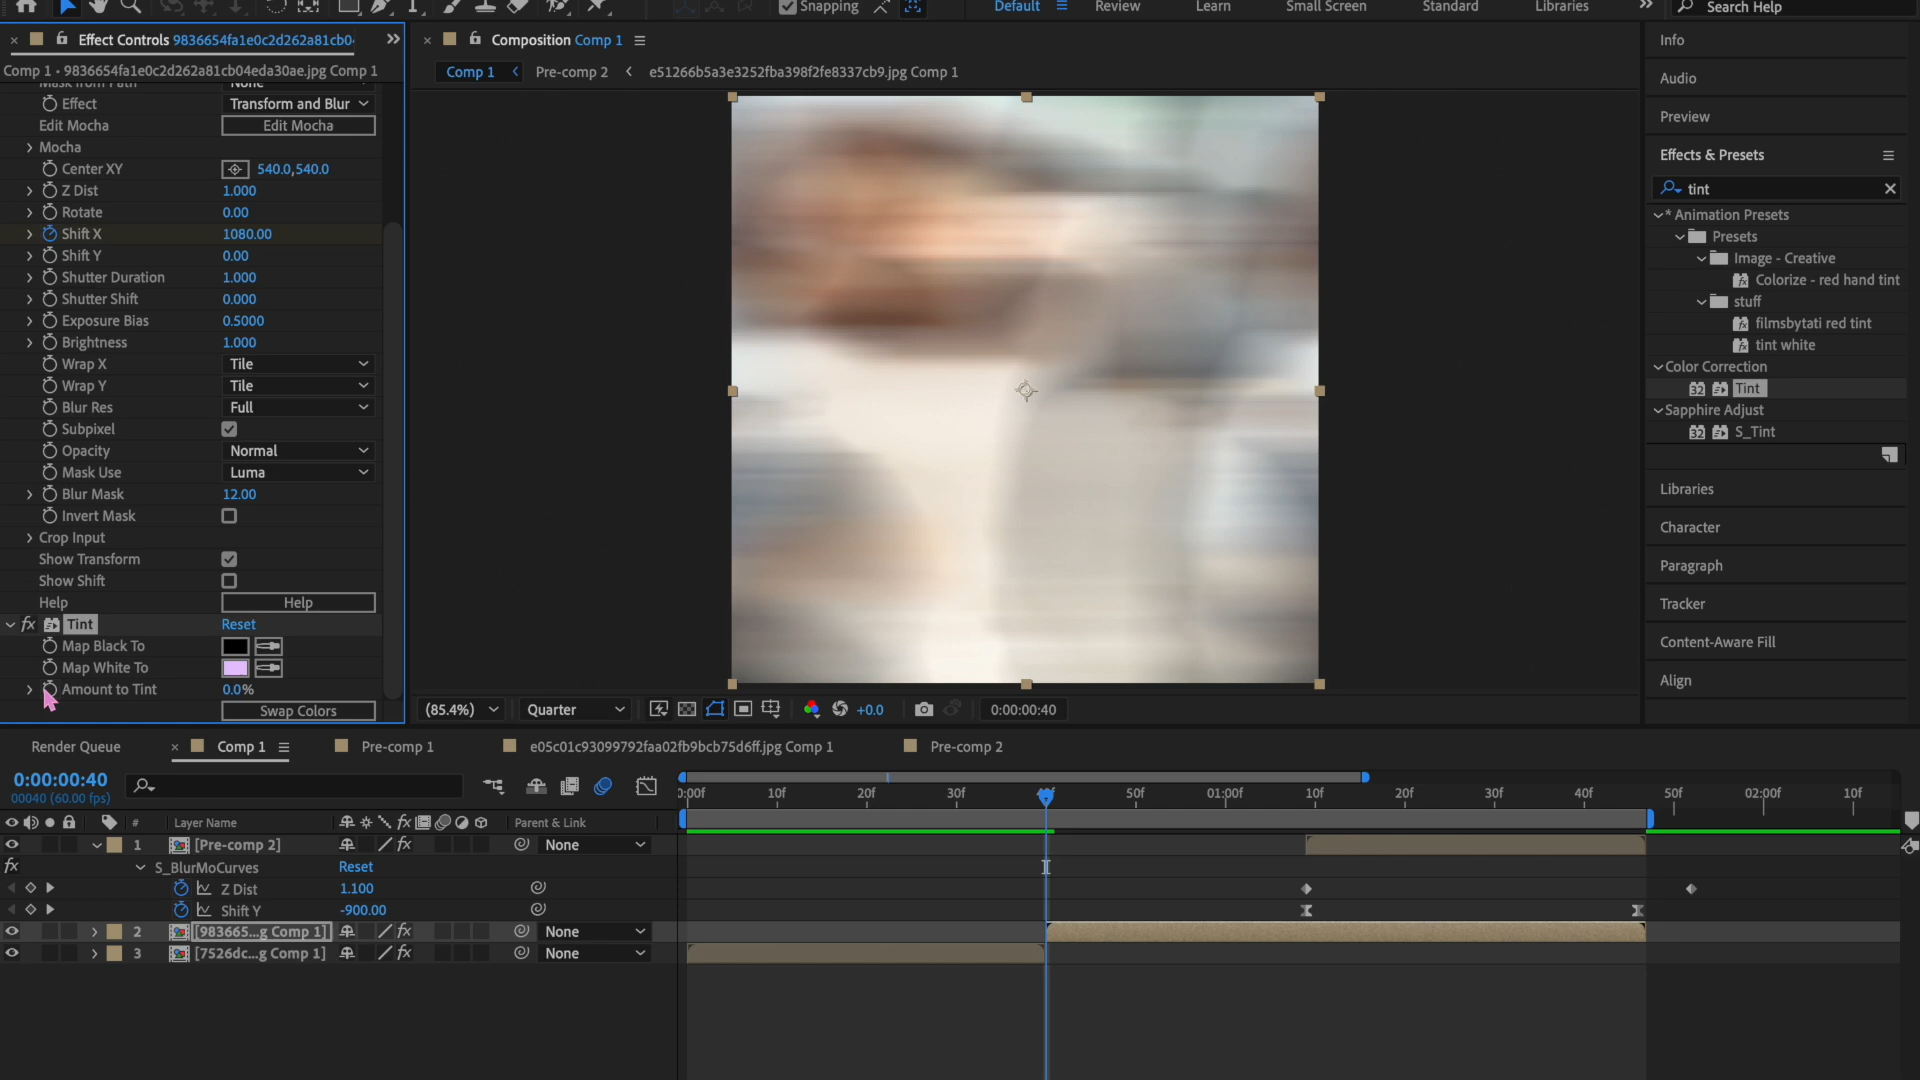 Snapping
Default
Review
Learn
Small Screen
Standard
Libraries
Search Help
Effect Controls 9836654fa1e0c2d262a81cb04
Comp 1 • 9836654fa1e0c2d262a81cb04eda30ae.jpg Comp 1
Mask from Path None
Effect Transform and Blur
Edit Mocha Edit Mocha
Mocha
Center XY 540.0,540.0
Z Dist 1.000
Rotate 0.00
Shift X 1080.00
Shift Y 0.00
Shutter Duration 1.000
Shutter Shift 0.000
Exposure Bias 0.5000
Brightness 1.000
Wrap X Tile
Wrap Y Tile
Blur Res Full
Subpixel
Opacity Normal
Mask Use Luma
Blur Mask 12.00
Invert Mask
Crop Input
Show Transform
Show Shift
Help Help
fx Tint Reset
Map Black To
Map White To
Amount to Tint 0.0%
Swap Colors
Composition Comp 1
Comp 1 Pre-comp 2 e51266b5a3e3252fba398f2fe8337cb9.jpg Comp 1
(85.4%) Quarter +0.0 0:00:00:40
Info
Audio
Preview
Effects & Presets
tint
* Animation Presets
Presets
Image - Creative
Colorize - red hand tint
stuff
filmsbytati red tint
tint white
Color Correction
32 Tint
Sapphire Adjust
32 S_Tint
Libraries
Character
Paragraph
Tracker
Content-Aware Fill
Align
Render Queue
Comp 1
Pre-comp 1
e05c01c93099792faa02fb9bcb75d6ff.jpg Comp 1
Pre-comp 2
0:00:00:40
00040 (60.00 fps)
0:00f 10f 20f 30f 50f 01:00f 10f 20f 30f 40f 50f 02:00f 10f
# Layer Name fx Parent & Link
1 [Pre-comp 2] fx None
fx S_BlurMoCurves Reset
Z Dist 1.100
Shift Y -900.00
2 [983665...g Comp 1] fx None
3 [7526dc...g Comp 1] fx None